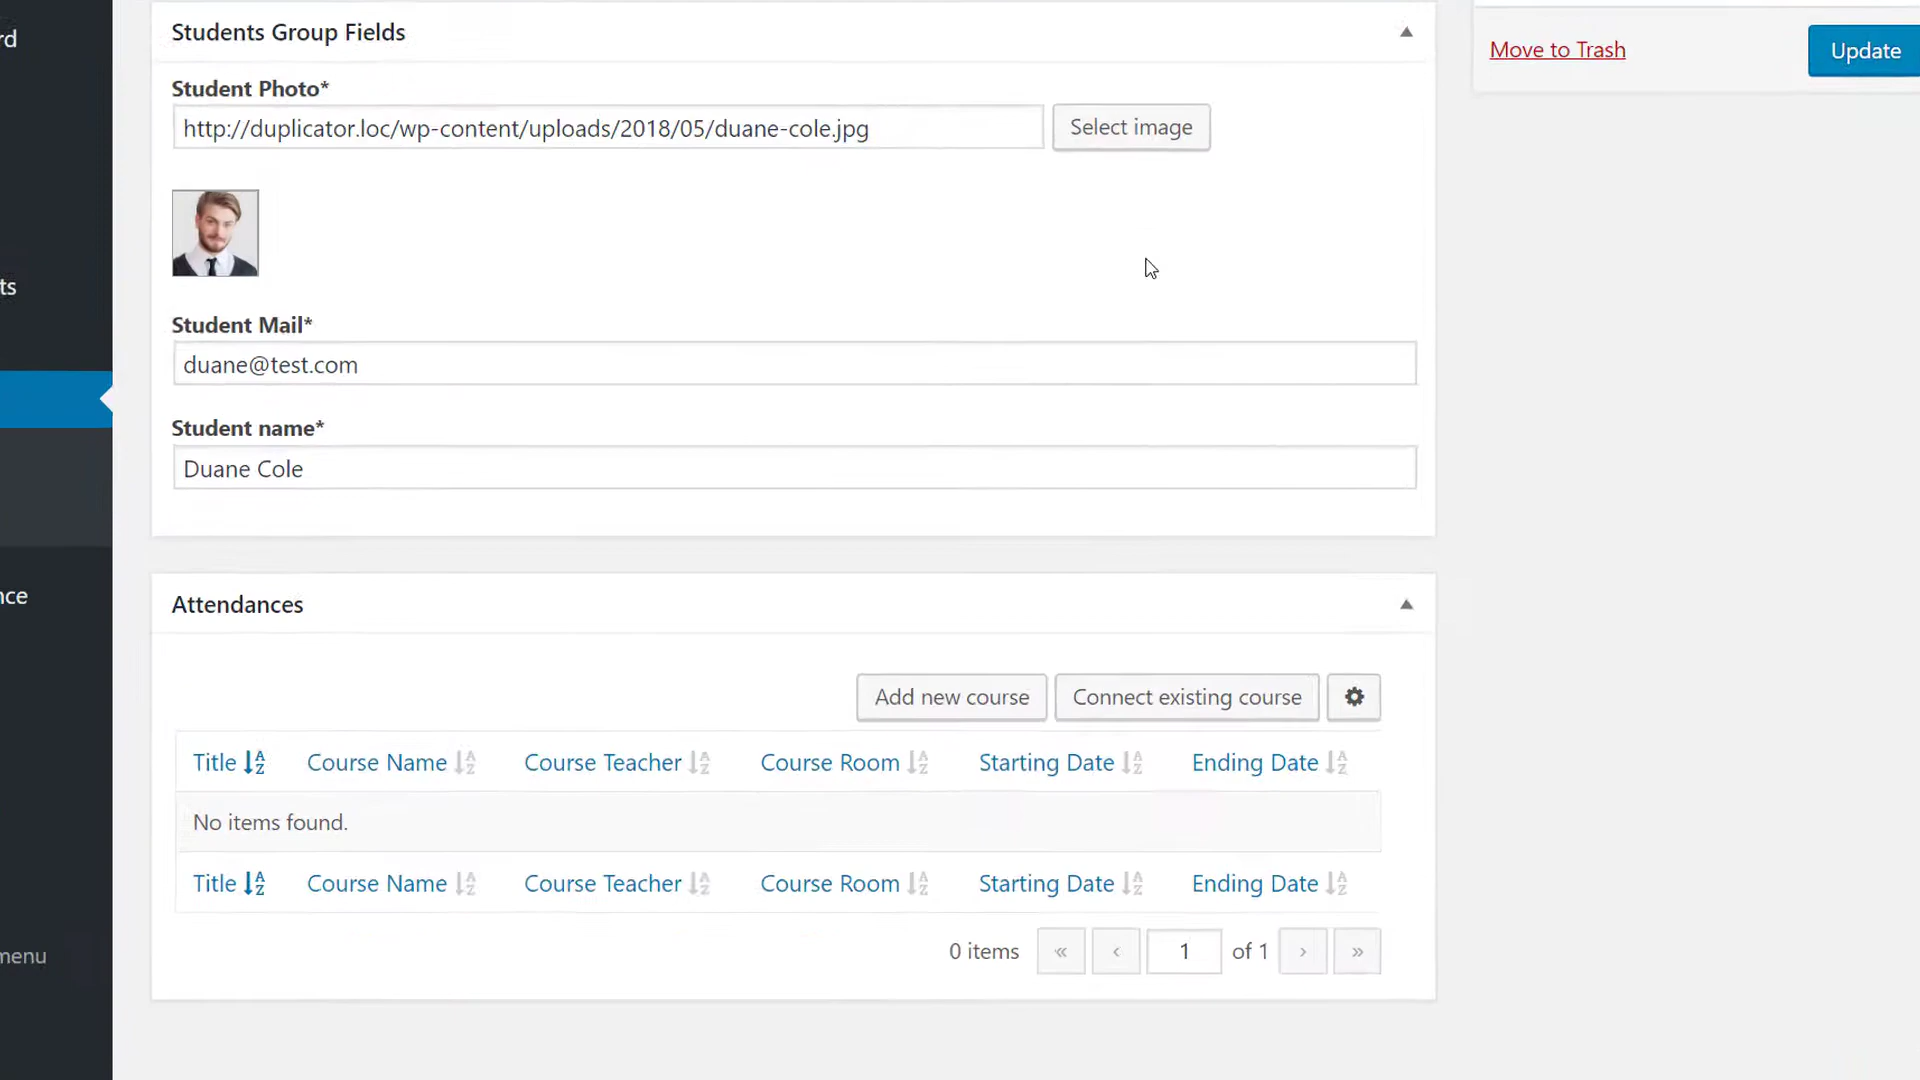 rd
Students Group Fields
Move to Trash
Update
Student Photo*
http://duplicator.loc/wp-content/uploads/2018/05/duane-cole.jpg
Select image
ts
Student Mail*
duane@test.com
Student name*
Duane Cole
nce
Attendances
Add new course
Connect existing course
Title Course Name Course Teacher Course Room Starting Date Ending Date
No items found.
Title Course Name Course Teacher Course Room Starting Date Ending Date
0 items « ‹ 1 of 1 › »
menu